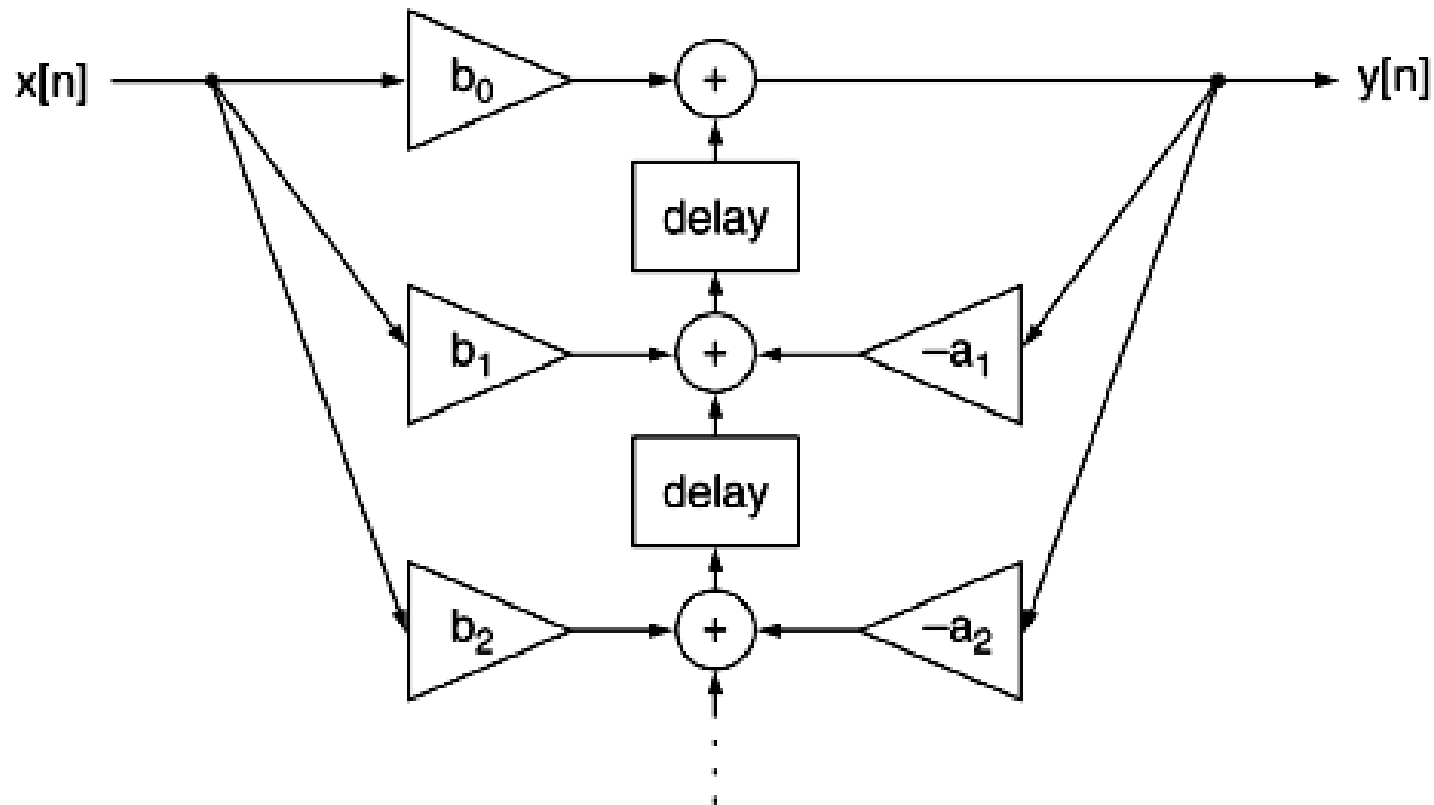 x[n] b₀ + y[n]
delay
b₁ + –a₁
delay
b₂ + –a₂